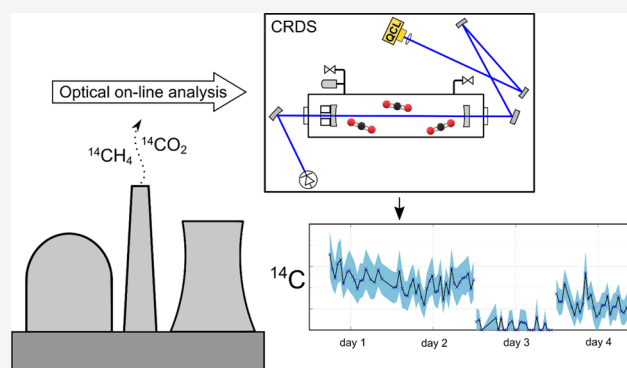 CRDS
QCL
Optical on-line analysis
¹⁴CH₄
¹⁴CO₂
¹⁴C
day 1 day 2 day 3 day 4